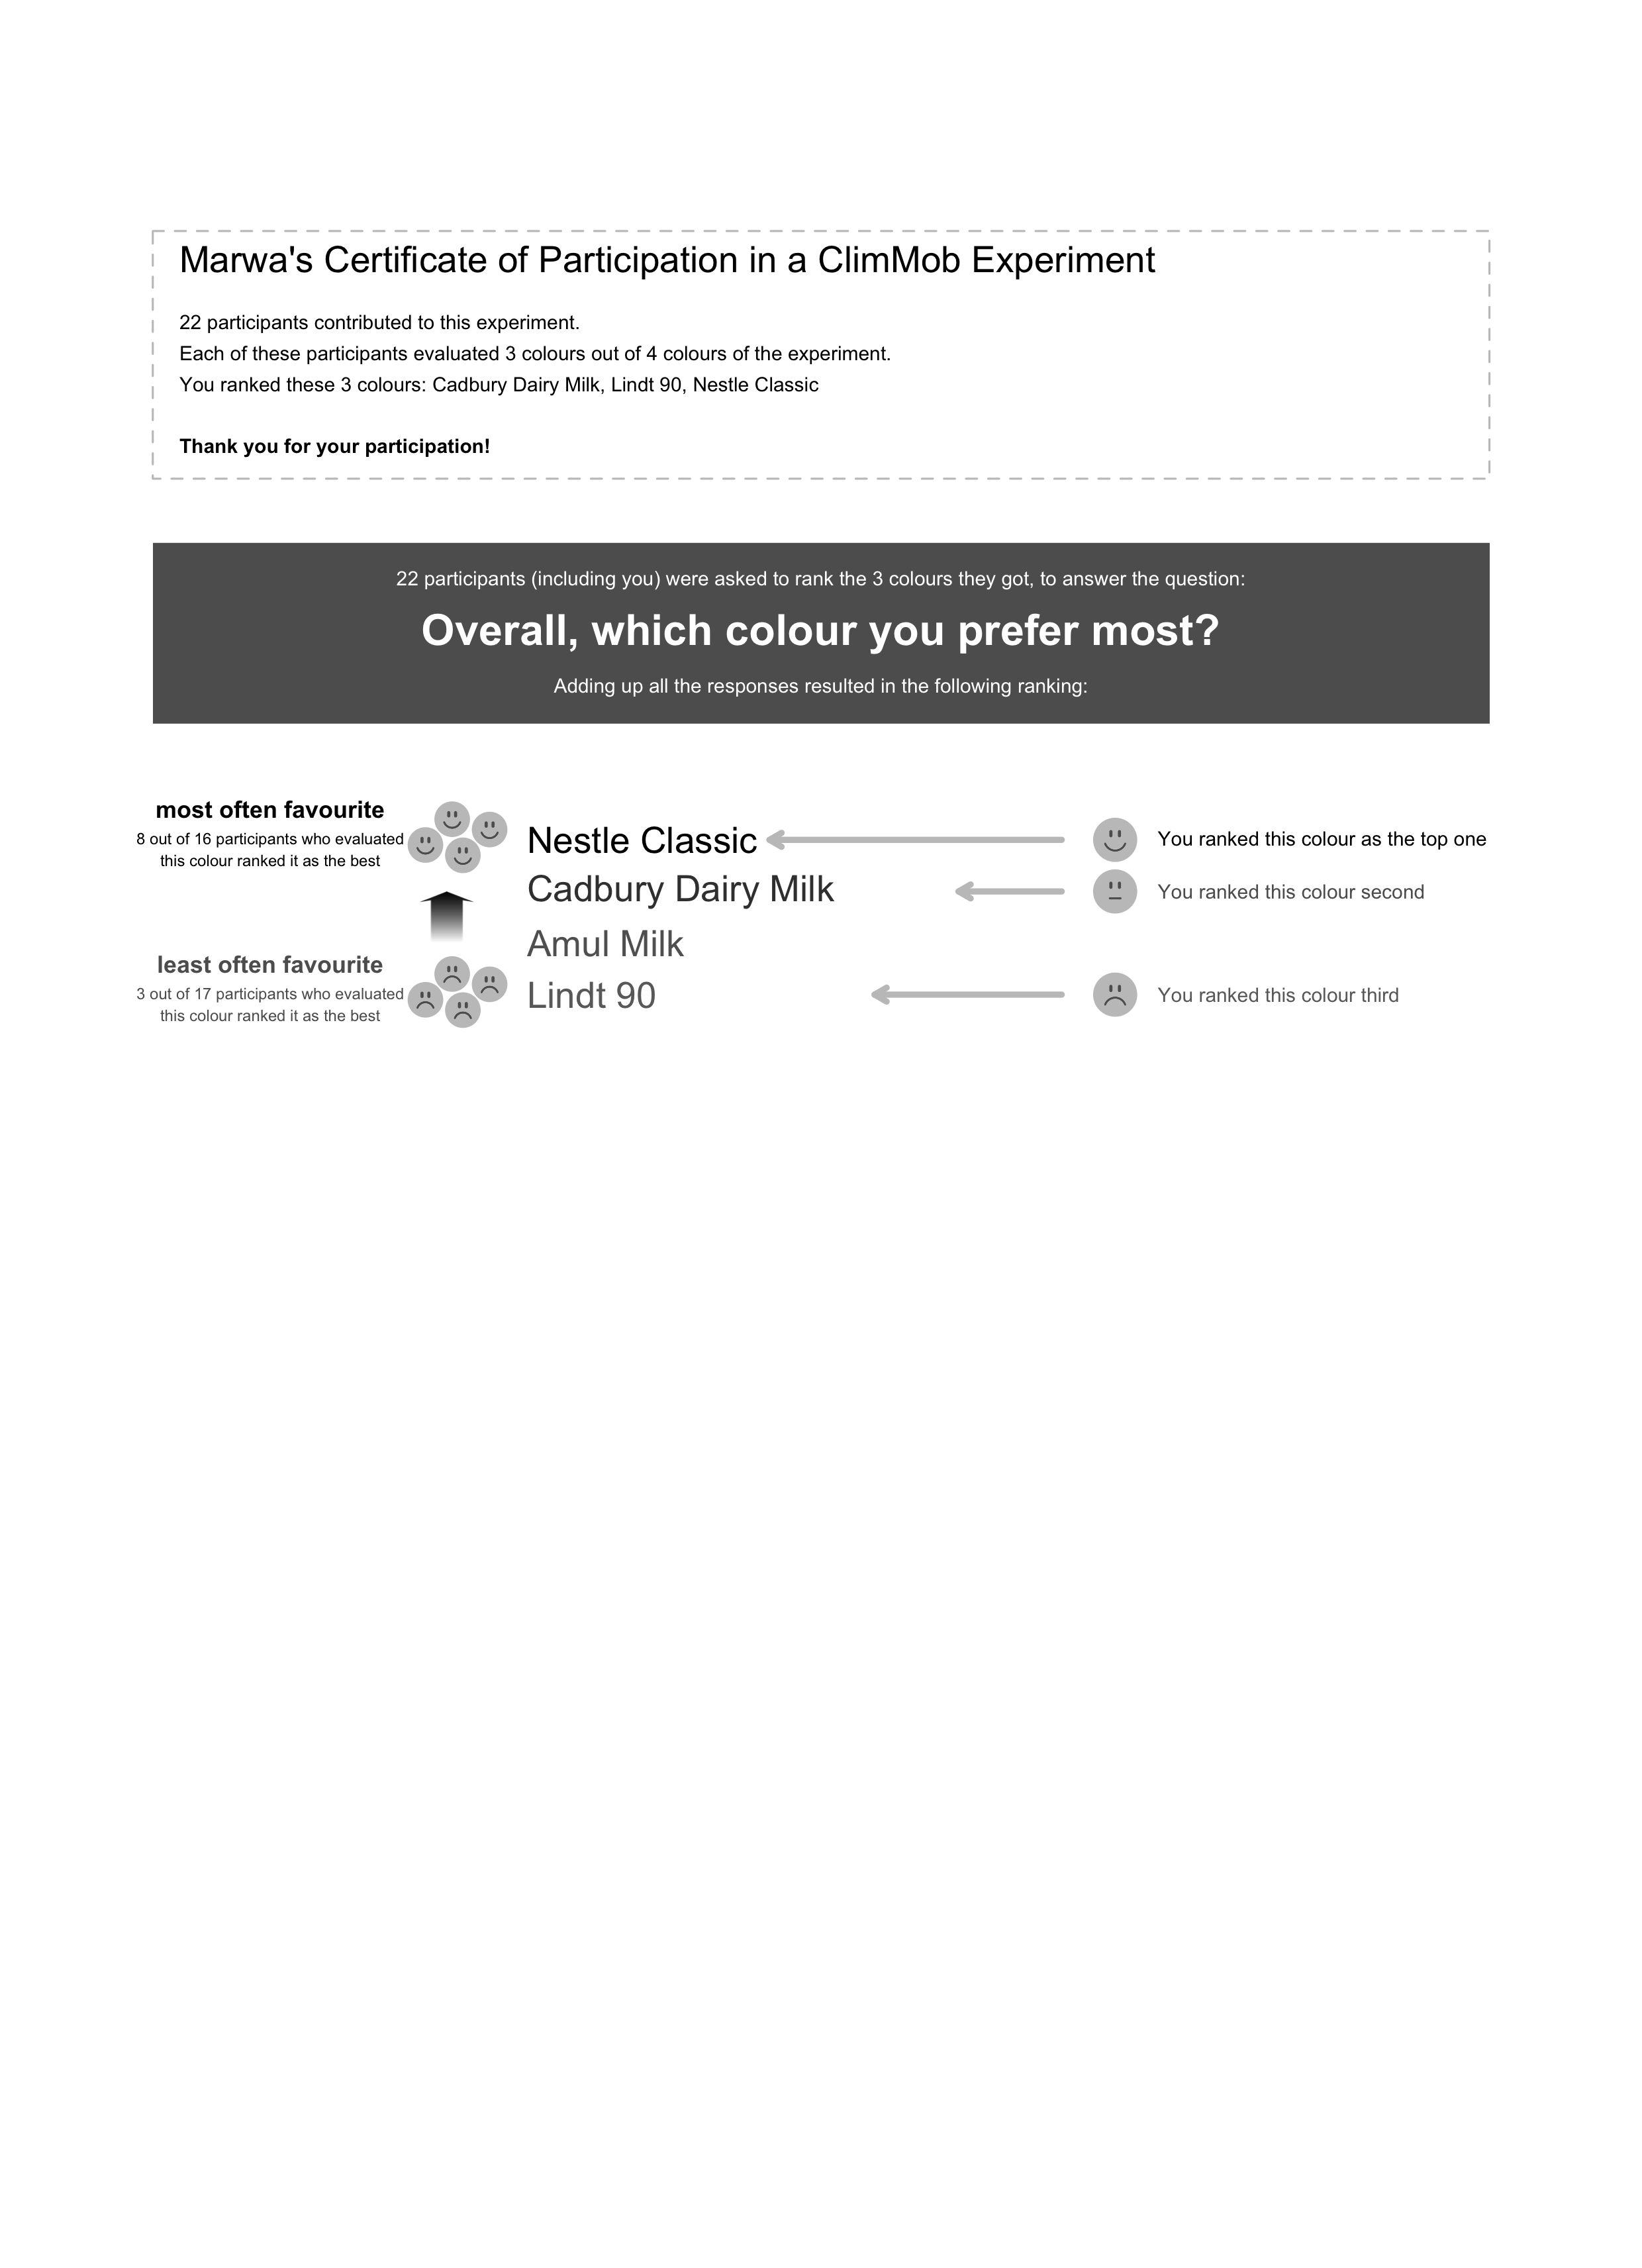 Marwa's Certificate of Participation in a ClimMob Experiment
22 participants contributed to this experiment.
Each of these participants evaluated 3 colours out of 4 colours of the experiment.
You ranked these 3 colours: Cadbury Dairy Milk, Lindt 90, Nestle Classic
Thank you for your participation!
22 participants (including you) were asked to rank the 3 colours they got, to answer the question:
Overall, which colour you prefer most?
Adding up all the responses resulted in the following ranking:
most often favourite
8 out of 16 participants who evaluated
this colour ranked it as the best
Nestle Classic
You ranked this colour as the top one
Cadbury Dairy Milk
You ranked this colour second
Amul Milk
least often favourite
3 out of 17 participants who evaluated
this colour ranked it as the best
Lindt 90
You ranked this colour third